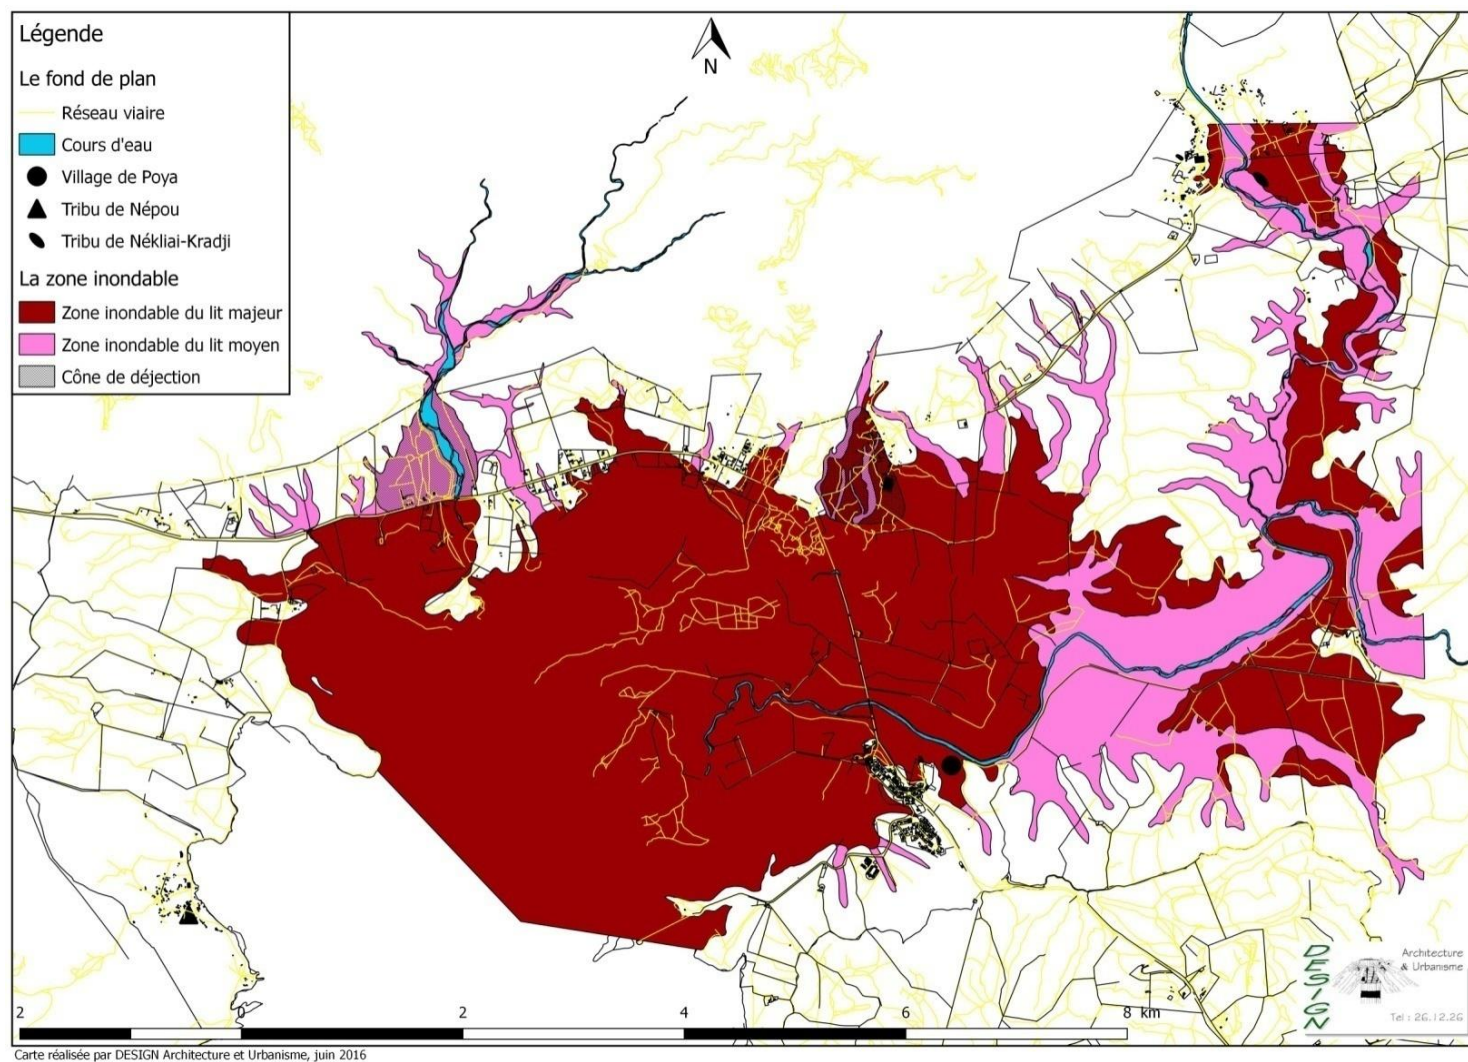 Légende
Le fond de plan
Réseau viaire
Cours d'eau
Village de Poya
Tribu de Népou
Tribu de Nékliai-Kradji
La zone inondable
Zone inondable du lit majeur
Zone inondable du lit moyen
Cône de déjection
N
2 0 2 4 6 8 km
DESIGN
Architecture
& Urbanisme
Tel : 26.12.26
Carte réalisée par DESIGN Architecture et Urbanisme, juin 2016